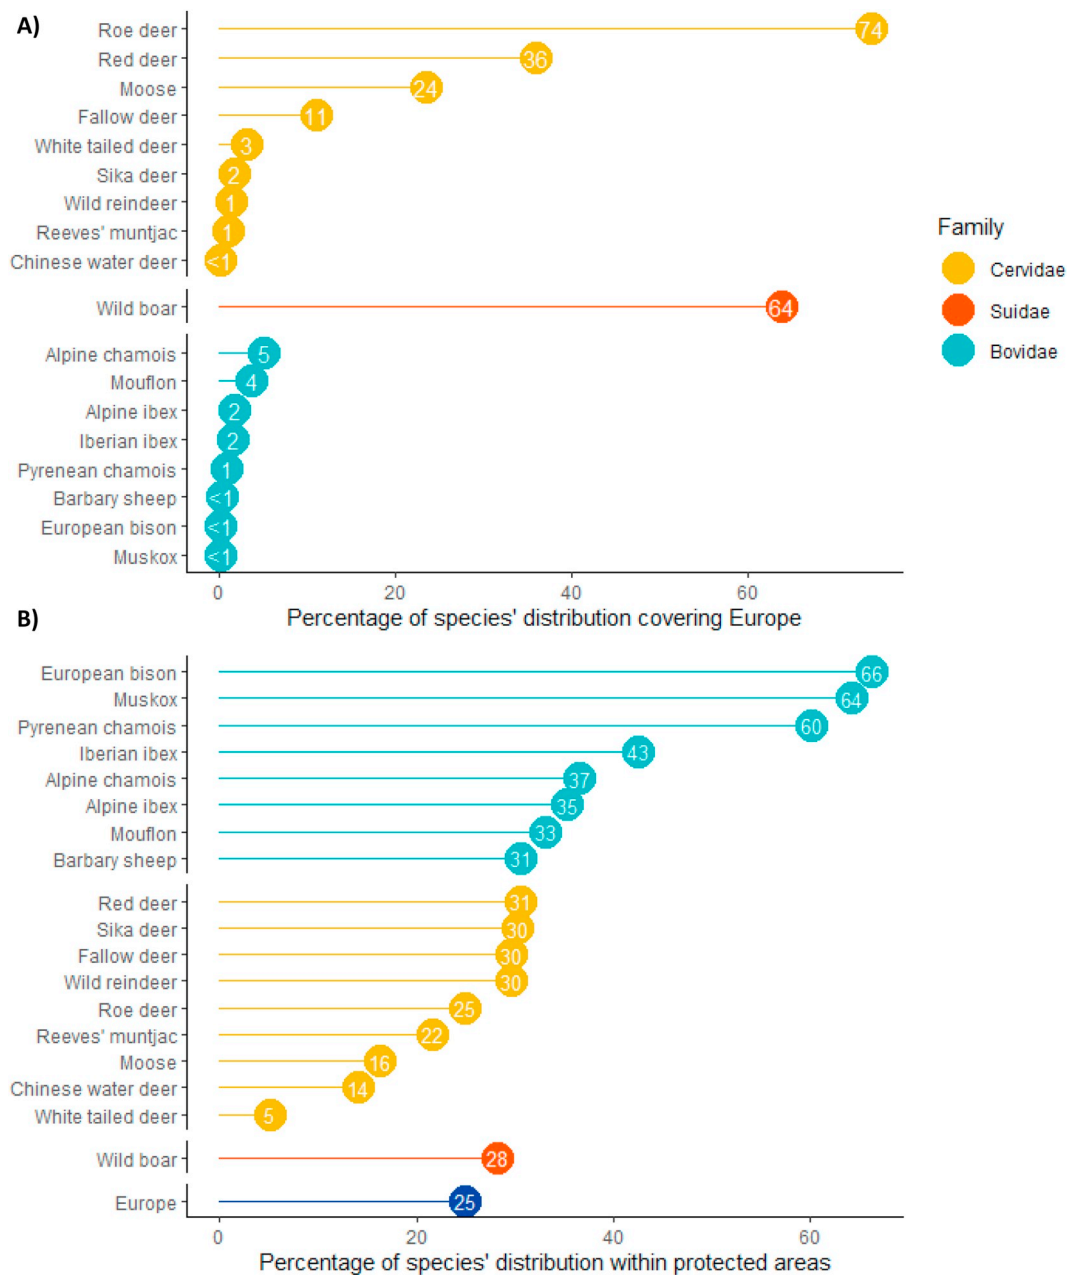 A)
Roe deer 74
Red deer 36
Moose 24
Fallow deer 11
White tailed deer 3
Sika deer 2
Wild reindeer 1
Reeves' muntjac 1
Chinese water deer <1
Wild boar 64
Alpine chamois 5
Mouflon 4
Alpine ibex 2
Iberian ibex 2
Pyrenean chamois 1
Barbary sheep <1
European bison <1
Muskox <1
0 20 40 60
Percentage of species' distribution covering Europe
Family
Cervidae
Suidae
Bovidae
B)
European bison 66
Muskox 64
Pyrenean chamois 60
Iberian ibex 43
Alpine chamois 37
Alpine ibex 35
Mouflon 33
Barbary sheep 31
Red deer 31
Sika deer 30
Fallow deer 30
Wild reindeer 30
Roe deer 25
Reeves' muntjac 22
Moose 16
Chinese water deer 14
White tailed deer 5
Wild boar 28
Europe 25
0 20 40 60
Percentage of species' distribution within protected areas